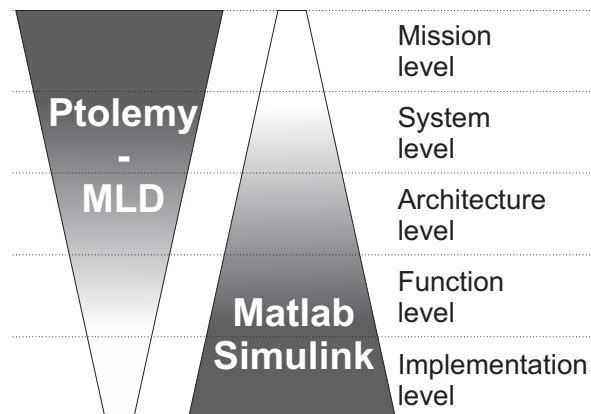 Ptolemy
-
MLD
Matlab
Simulink
Mission
level
System
level
Architecture
level
Function
level
Implementation
level